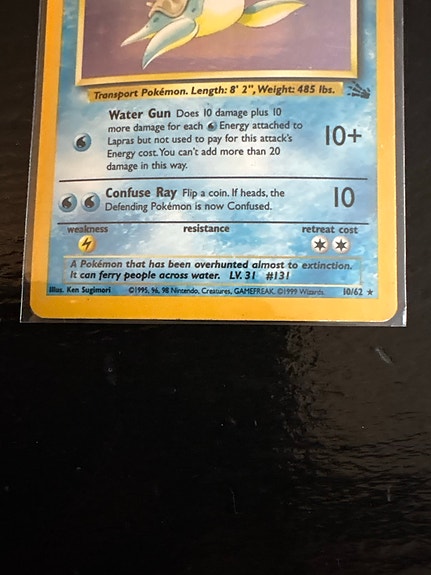 Transport Pokémon. Length: 8' 2", Weight: 485 lbs.
Water Gun Does 10 damage plus 10
more damage for each Energy attached to
Lapras but not used to pay for this attack's
Energy cost. You can't add more than 20
damage in this way.
10+
Confuse Ray Flip a coin. If heads, the
Defending Pokémon is now Confused.
10
weakness resistance retreat cost
A Pokémon that has been overhunted almost to extinction.
It can ferry people across water. LV. 31 #131
Illus. Ken Sugimori ©1995, 96, 98 Nintendo, Creatures, GAMEFREAK. ©1999 Wizards. 10/62 ★